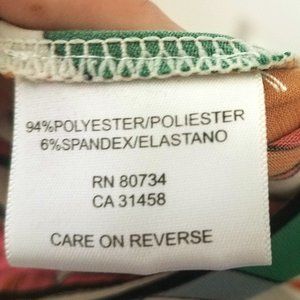 94%POLYESTER/POLIESTER
6%SPANDEX/ELASTANO
RN 80734
CA 31458
CARE ON REVERSE